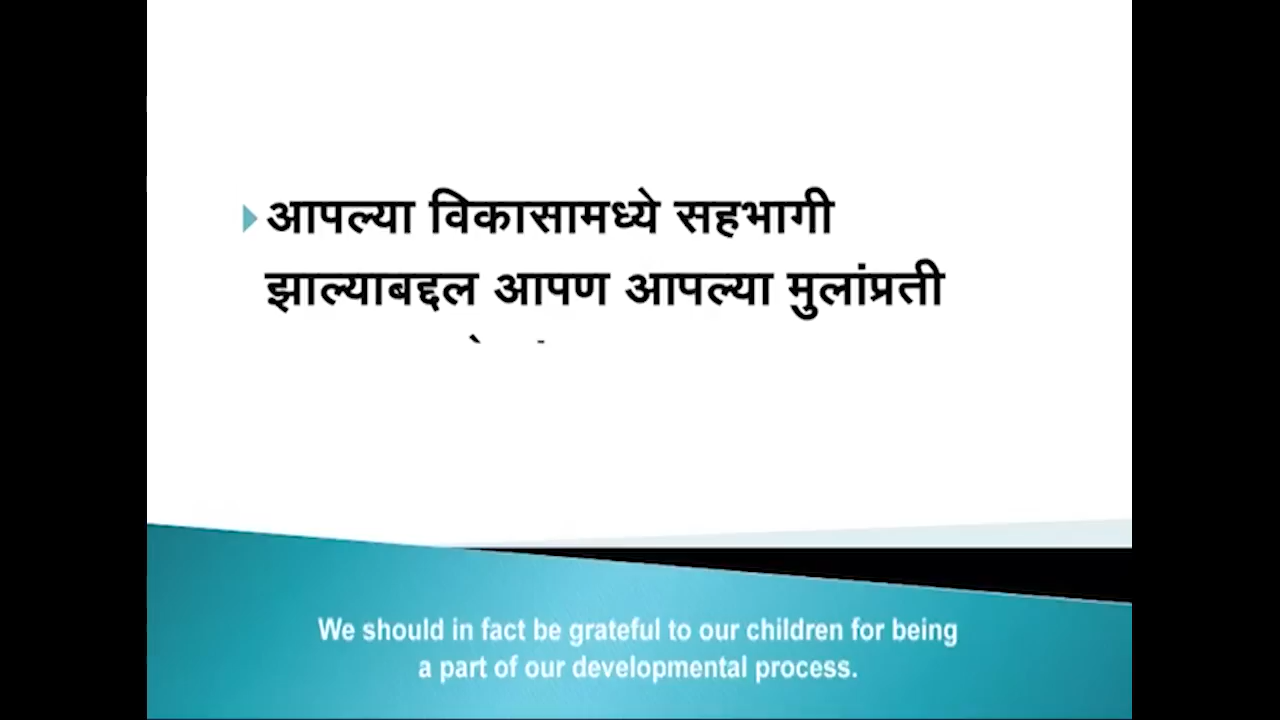 आपल्या विकासामध्ये सहभागी
झाल्याबद्दल आपण आपल्या मुलांप्रती
We should in fact be grateful to our children for being
a part of our developmental process.